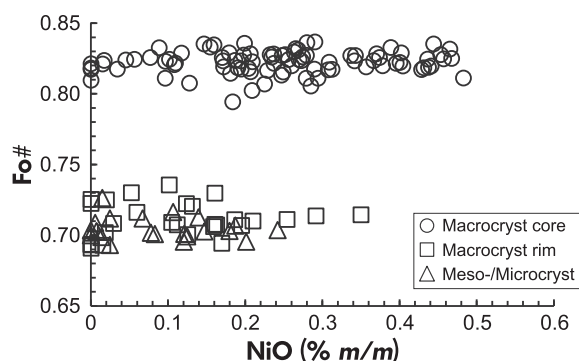 0.85
0.80
0.75
0.70
0.65
Fo#
0 0.1 0.2 0.3 0.4 0.5 0.6
NiO (% m/m)
Macrocryst core
Macrocryst rim
Meso-/Microcryst